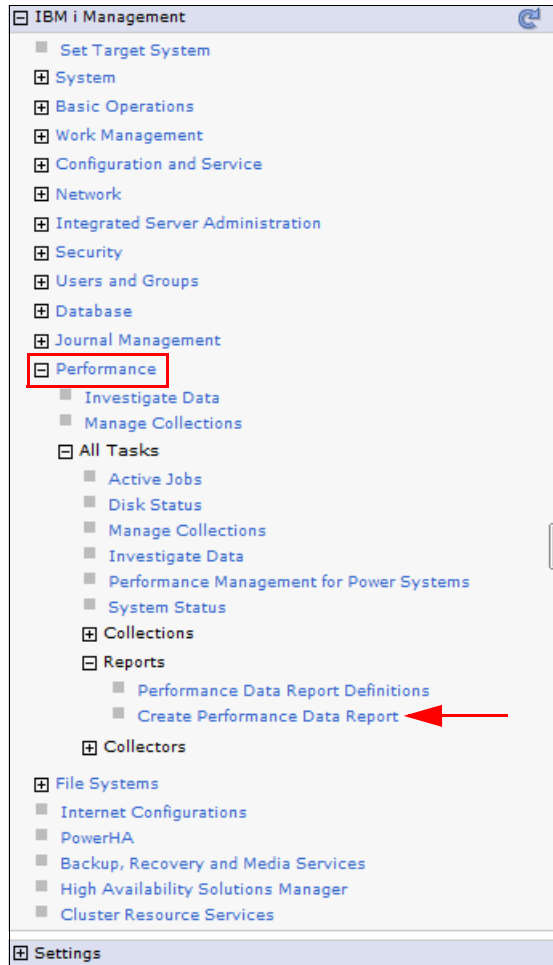 IBM i Management
Set Target System
System
Basic Operations
Work Management
Configuration and Service
Network
Integrated Server Administration
Security
Users and Groups
Database
Journal Management
Performance
Investigate Data
Manage Collections
All Tasks
Active Jobs
Disk Status
Manage Collections
Investigate Data
Performance Management for Power Systems
System Status
Collections
Reports
Performance Data Report Definitions
Create Performance Data Report
Collectors
File Systems
Internet Configurations
PowerHA
Backup, Recovery and Media Services
High Availability Solutions Manager
Cluster Resource Services
Settings